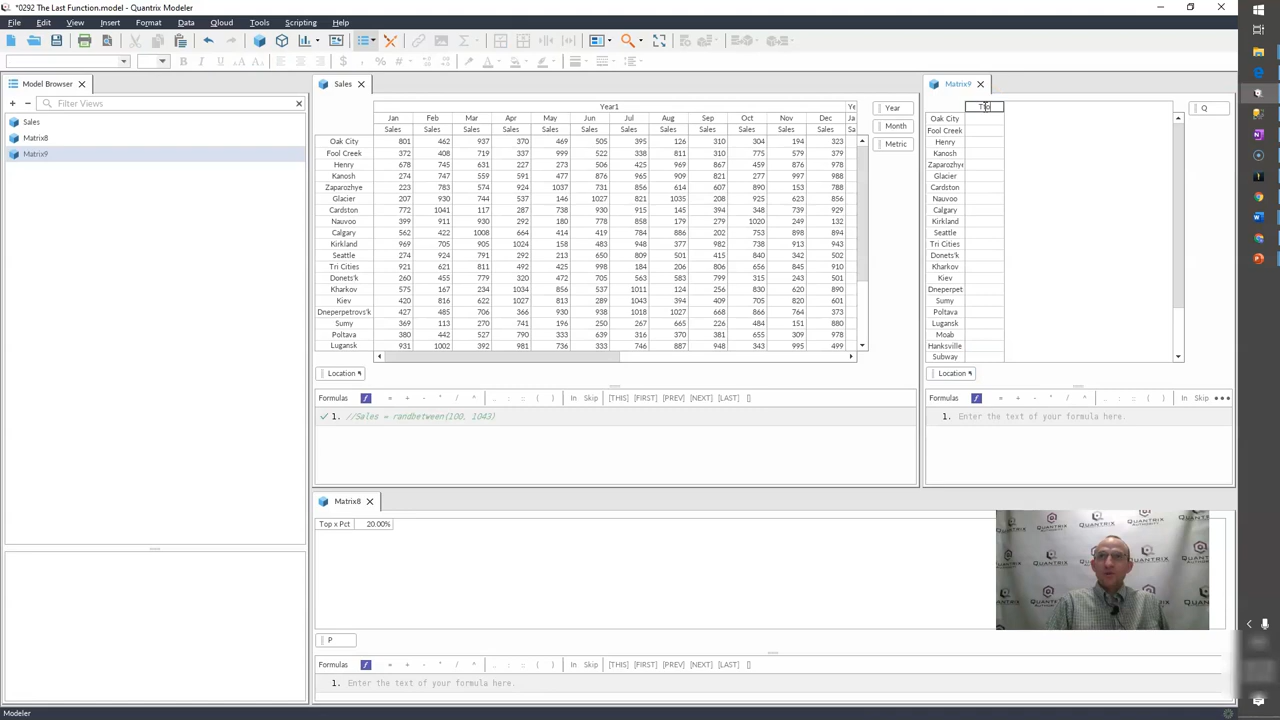 *0292 The Last Function.model - Quantrix Modeler
File Edit View Insert Format Data Qloud Tools Scripting Help
Model Browser
Filter Views
Sales
Matrix8
Matrix9
Sales
Year1 Ye
Jan Feb Mar Apr May Jun Jul Aug Sep Oct Nov Dec Ja
Sales Sales Sales Sales Sales Sales Sales Sales Sales Sales Sales Sales Sa
Oak City 801 462 937 370 469 505 395 126 310 304 194 323
Fool Creek 372 408 719 337 999 522 338 811 310 775 579 379
Henry 678 745 631 227 273 506 425 969 867 459 876 918
Kanosh 274 747 559 591 477 876 965 909 821 277 997 988
Zaparozhye 223 783 574 924 1037 731 856 614 607 890 153 788
Glacier 207 930 744 537 146 1027 821 1035 208 925 623 856
Cardston 772 1041 117 287 738 930 915 145 394 348 739 929
Nauvoo 399 911 930 292 180 778 858 179 279 1020 249 132
Calgary 562 422 1008 664 414 419 784 886 202 753 898 894
Kirkland 969 705 905 1024 158 483 948 377 982 738 913 943
Seattle 274 924 791 292 213 650 809 501 415 840 342 502
Tri Cities 921 621 811 492 425 998 184 206 806 656 845 910
Donets'k 260 455 779 320 472 705 563 583 799 315 243 501
Kharkov 575 167 234 1034 856 537 1011 124 256 830 620 890
Kiev 420 816 622 1027 813 289 1043 394 409 705 820 601
Dneperpetrovs'k 427 485 706 366 930 938 1018 1027 668 866 764 373
Sumy 369 113 270 741 196 250 267 665 226 484 151 880
Poltava 380 442 527 790 333 639 316 370 381 655 309 978
Lugansk 931 1002 392 981 736 333 746 887 948 343 995 499
Year
Month
Metric
Location
Formulas = + - * / ^ .. : :: ( ) In Skip [THIS] [FIRST] [PREV] [NEXT] [LAST] []
1. //Sales = randbetween(100, 1043)
Matrix9
Oak City
Fool Creek
Henry
Kanosh
Zaparozhye
Glacier
Cardston
Nauvoo
Calgary
Kirkland
Seattle
Tri Cities
Donets'k
Kharkov
Kiev
Dneperpet
Sumy
Poltava
Lugansk
Moab
Hanksville
Subway
Q
Location
Formulas = + - * / ^ .. : :: ( ) In Skip
1. Enter the text of your formula here.
Matrix8
Top x Pct 20.00%
P
Formulas = + - * / ^ .. : :: ( ) In Skip [THIS] [FIRST] [PREV] [NEXT] [LAST] []
1. Enter the text of your formula here.
QUANTRIX AUTHORITY
Modeler